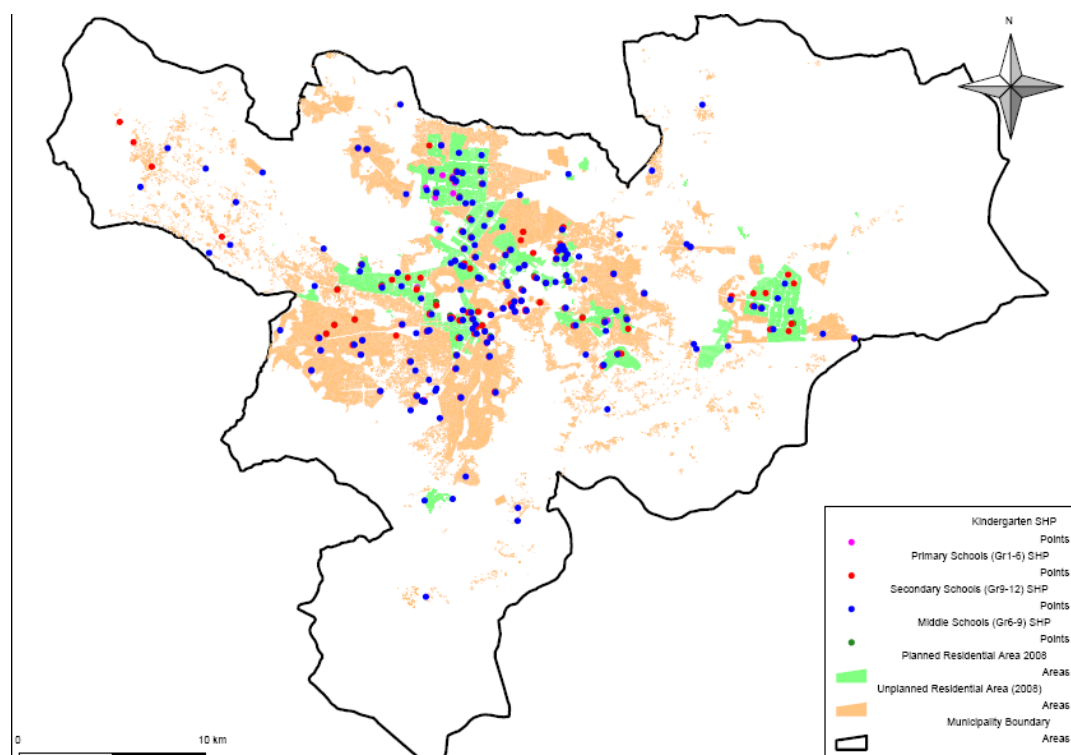 N
Kindergarten SHP
Points
Primary Schools (Gr1-6) SHP
Points
Secondary Schools (Gr9-12) SHP
Points
Middle Schools (Gr6-9) SHP
Points
Planned Residential Area 2008
Areas
Unplanned Residential Area (2008)
Areas
Municipality Boundary
Areas
0 10 km